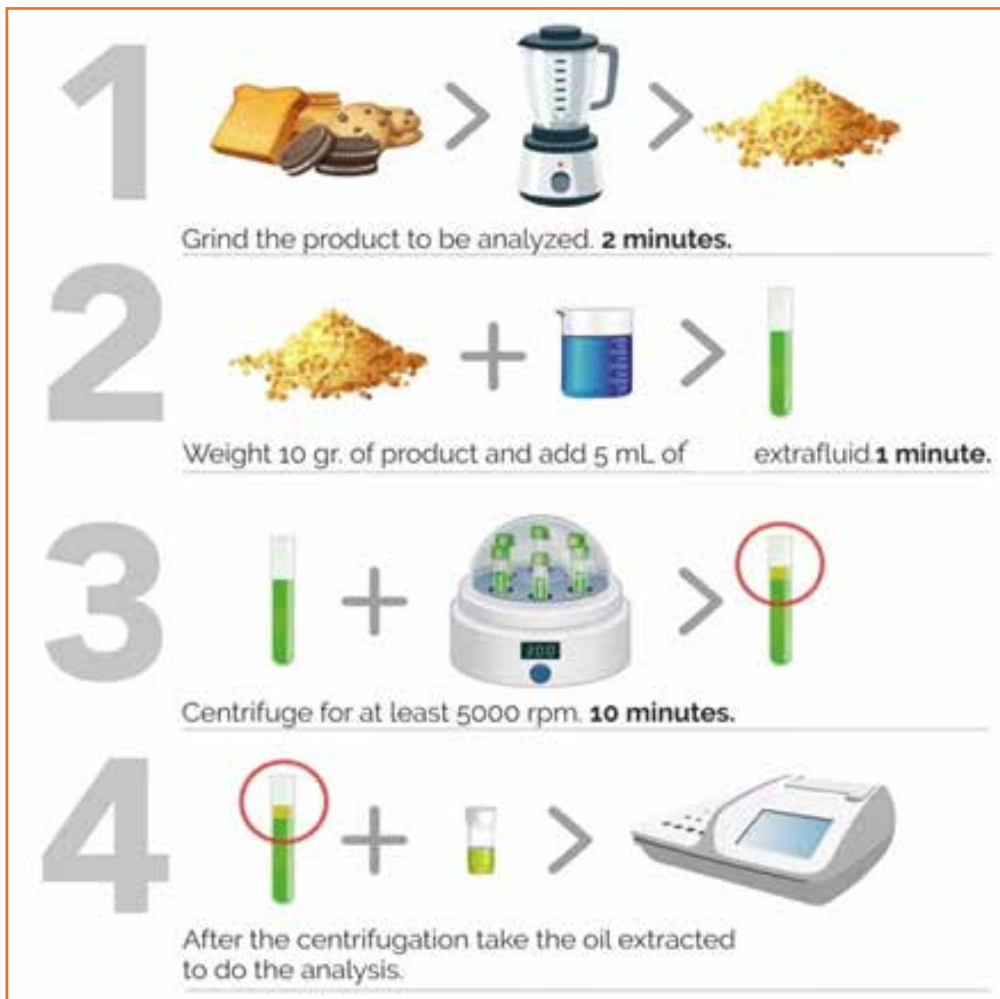 1
Grind the product to be analyzed. 2 minutes.
2
Weight 10 gr. of product and add 5 mL of extrafluid.1 minute.
3
300
Centrifuge for at least 5000 rpm. 10 minutes.
4
After the centrifugation take the oil extracted
to do the analysis.